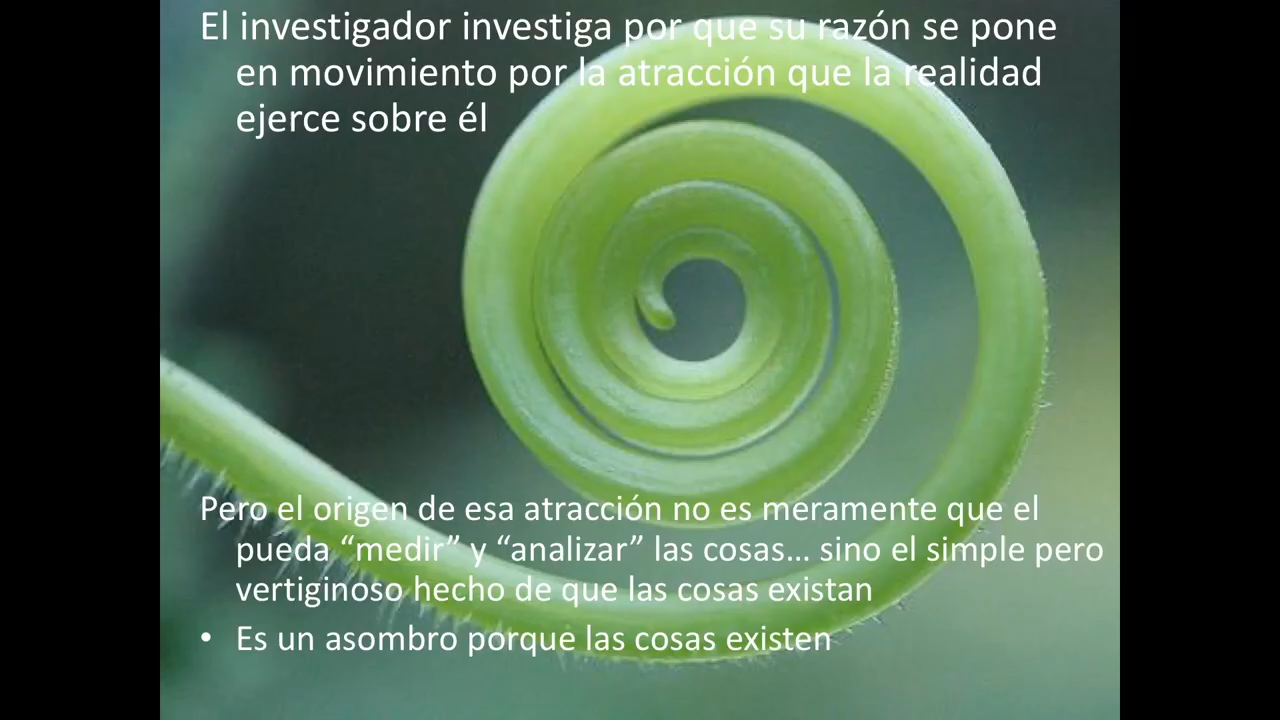 El investigador investiga por que su razón se pone
en movimiento por la atracción que la realidad
ejerce sobre él
Pero el origen de esa atracción no es meramente que el
pueda “medir” y “analizar” las cosas… sino el simple pero
vertiginoso hecho de que las cosas existan
• Es un asombro porque las cosas existen